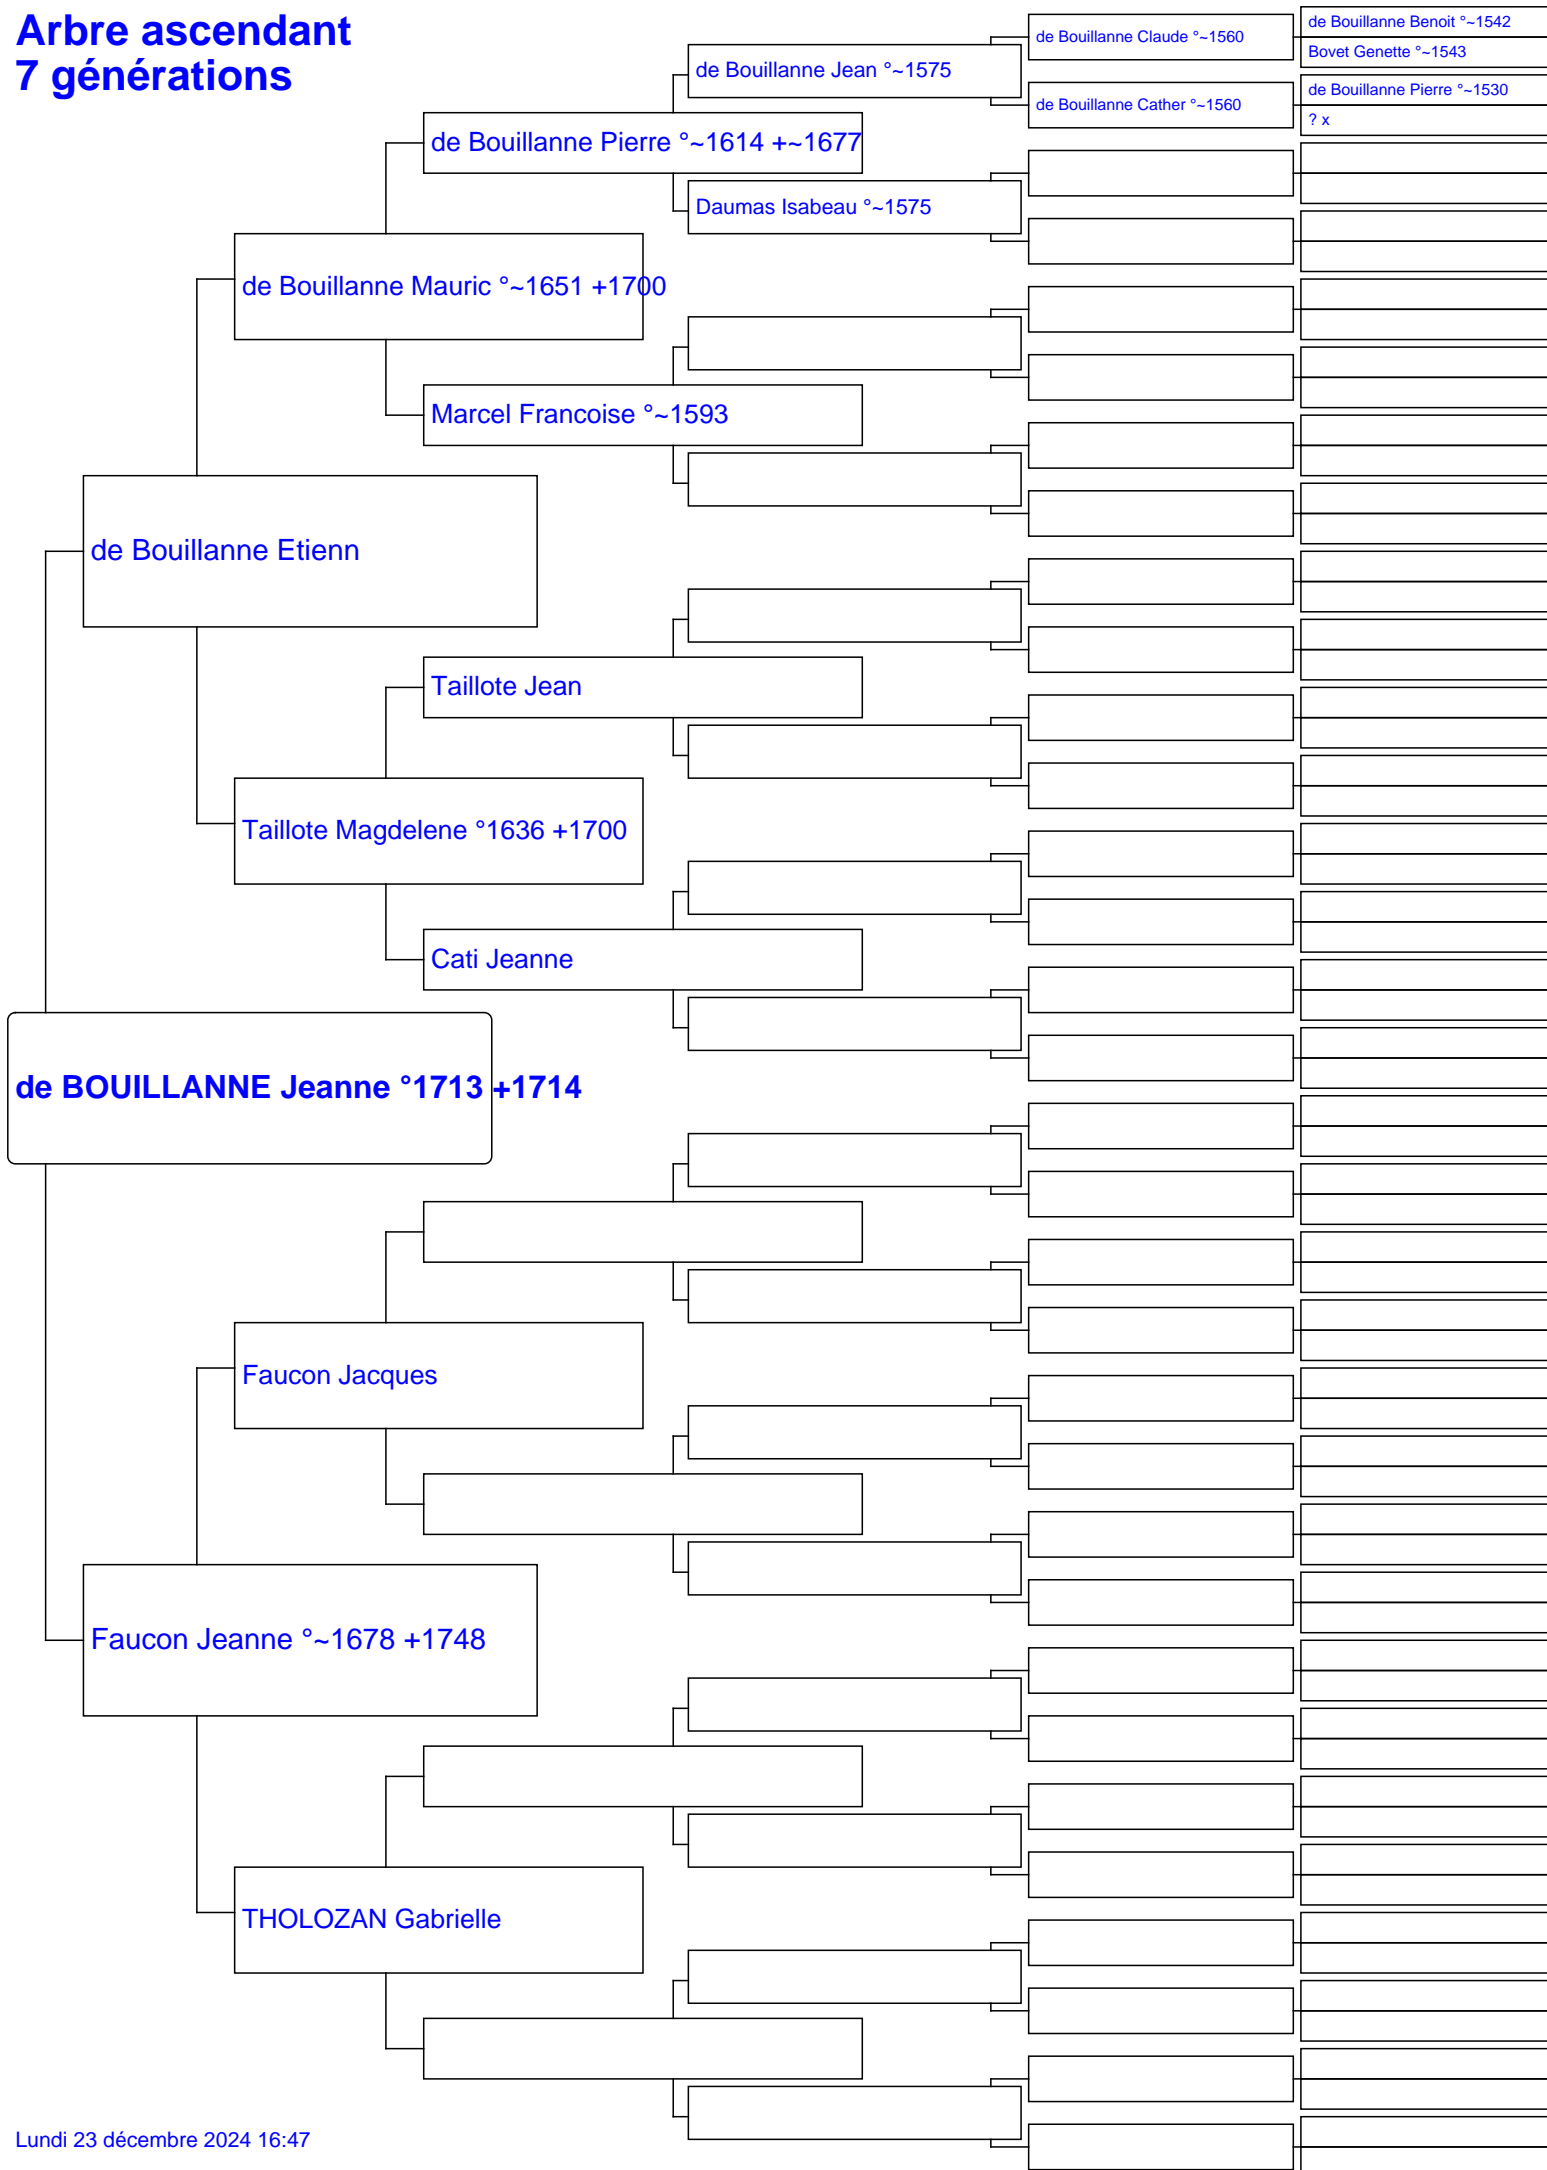 Arbre ascendant
7 générations
de Bouillanne Benoit °~1542
de Bouillanne Claude °~1560
Bovet Genette °~1543
de Bouillanne Jean °~1575
de Bouillanne Pierre °~1530
de Bouillanne Cather °~1560
? x
de Bouillanne Pierre °~1614 +~1677
Daumas Isabeau °~1575
de Bouillanne Mauric °~1651 +1700
Marcel Francoise °~1593
de Bouillanne Etienn
Taillote Jean
Taillote Magdelene °1636 +1700
Cati Jeanne
de BOUILLANNE Jeanne °1713 +1714
Faucon Jacques
Faucon Jeanne °~1678 +1748
THOLOZAN Gabrielle
Lundi 23 décembre 2024 16:47